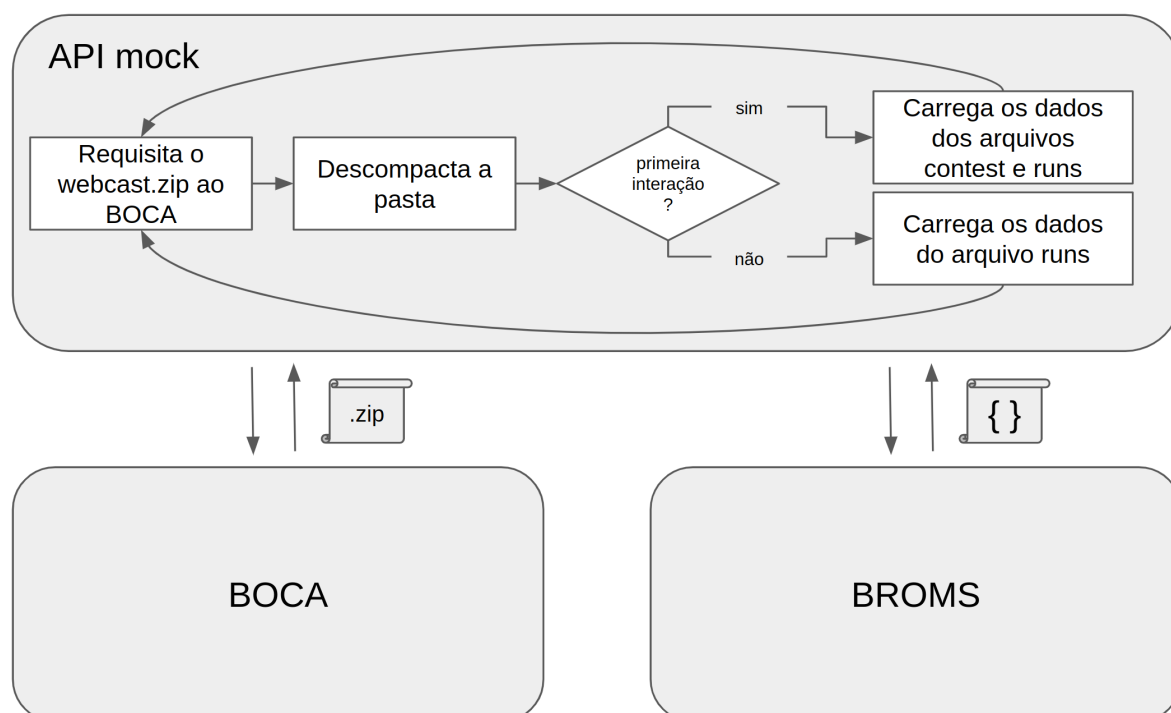 API mock
Requisita o
webcast.zip ao
BOCA
Descompacta a
pasta
primeira
interação
?
sim
não
Carrega os dados
dos arquivos
contest e runs
Carrega os dados
do arquivo runs
.zip
{ }
BOCA
BROMS